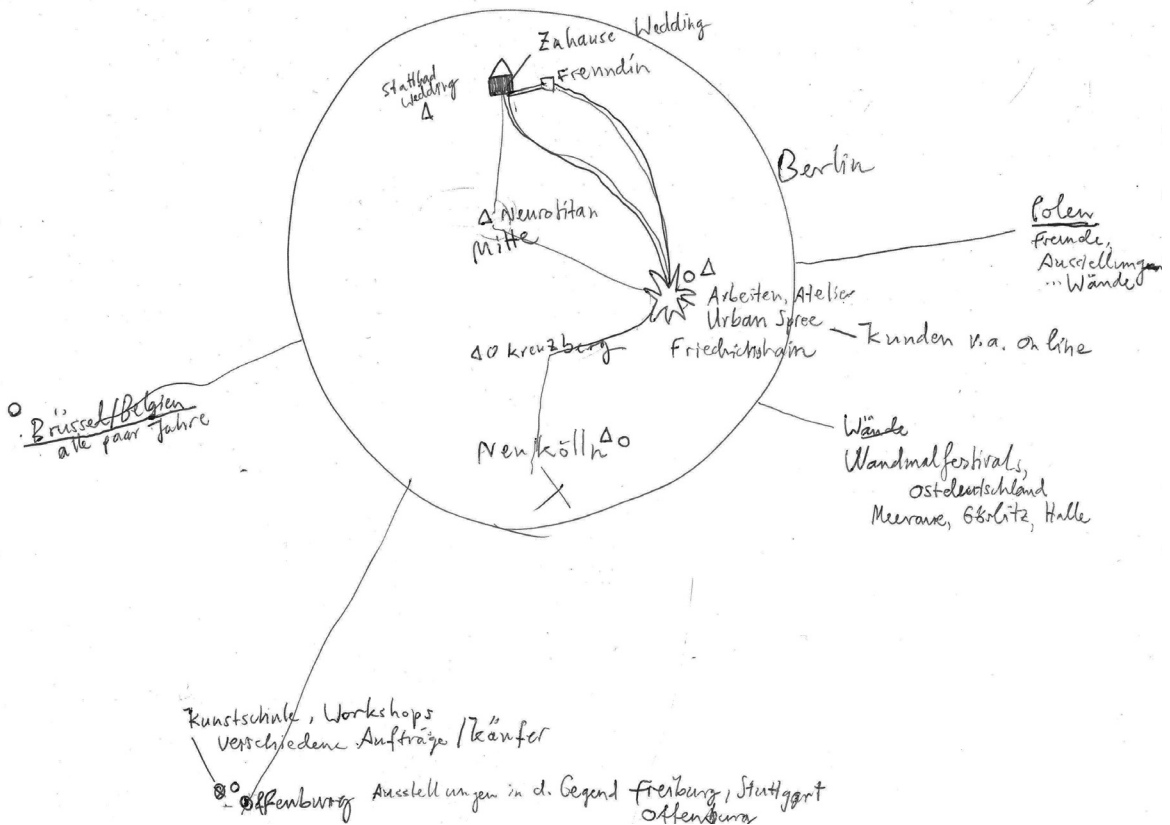 Zuhause Wedding
Freundin
Stattbad
Wedding
Berlin
Neurotitan
Mitte
Polen
Freunde,
Ausstellungen
... Wände
Arbeiten, Atelier
Urban Spree
Friedrichshain
Kunden v.a. online
Kreuzberg
Brüssel/Belgien
alle paar Jahre
Neukölln
Wände
Wandmalfestivals,
Ostdeutschland
Meerane, Görlitz, Halle
Kunstschule, Workshops
verschiedene Aufträge / Käufer
Offenburg Ausstellungen in d. Gegend Freiburg, Stuttgart
Offenburg